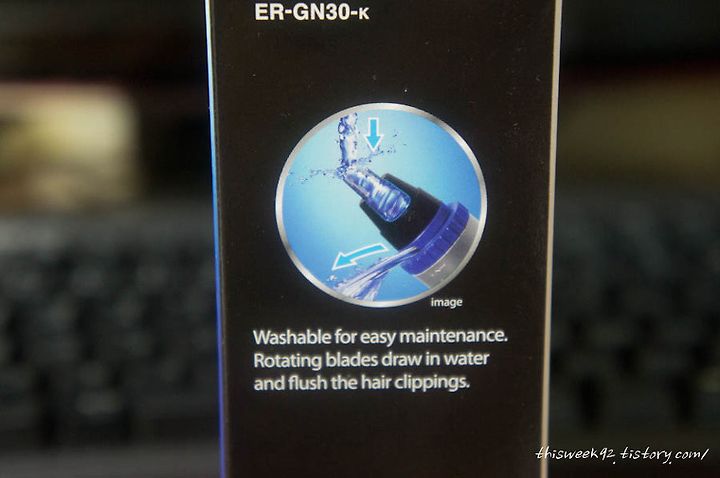 ER-GN30-K
image
Washable for easy maintenance.
Rotating blades draw in water
and flush the hair clippings.
thisweek92.tistory.com/